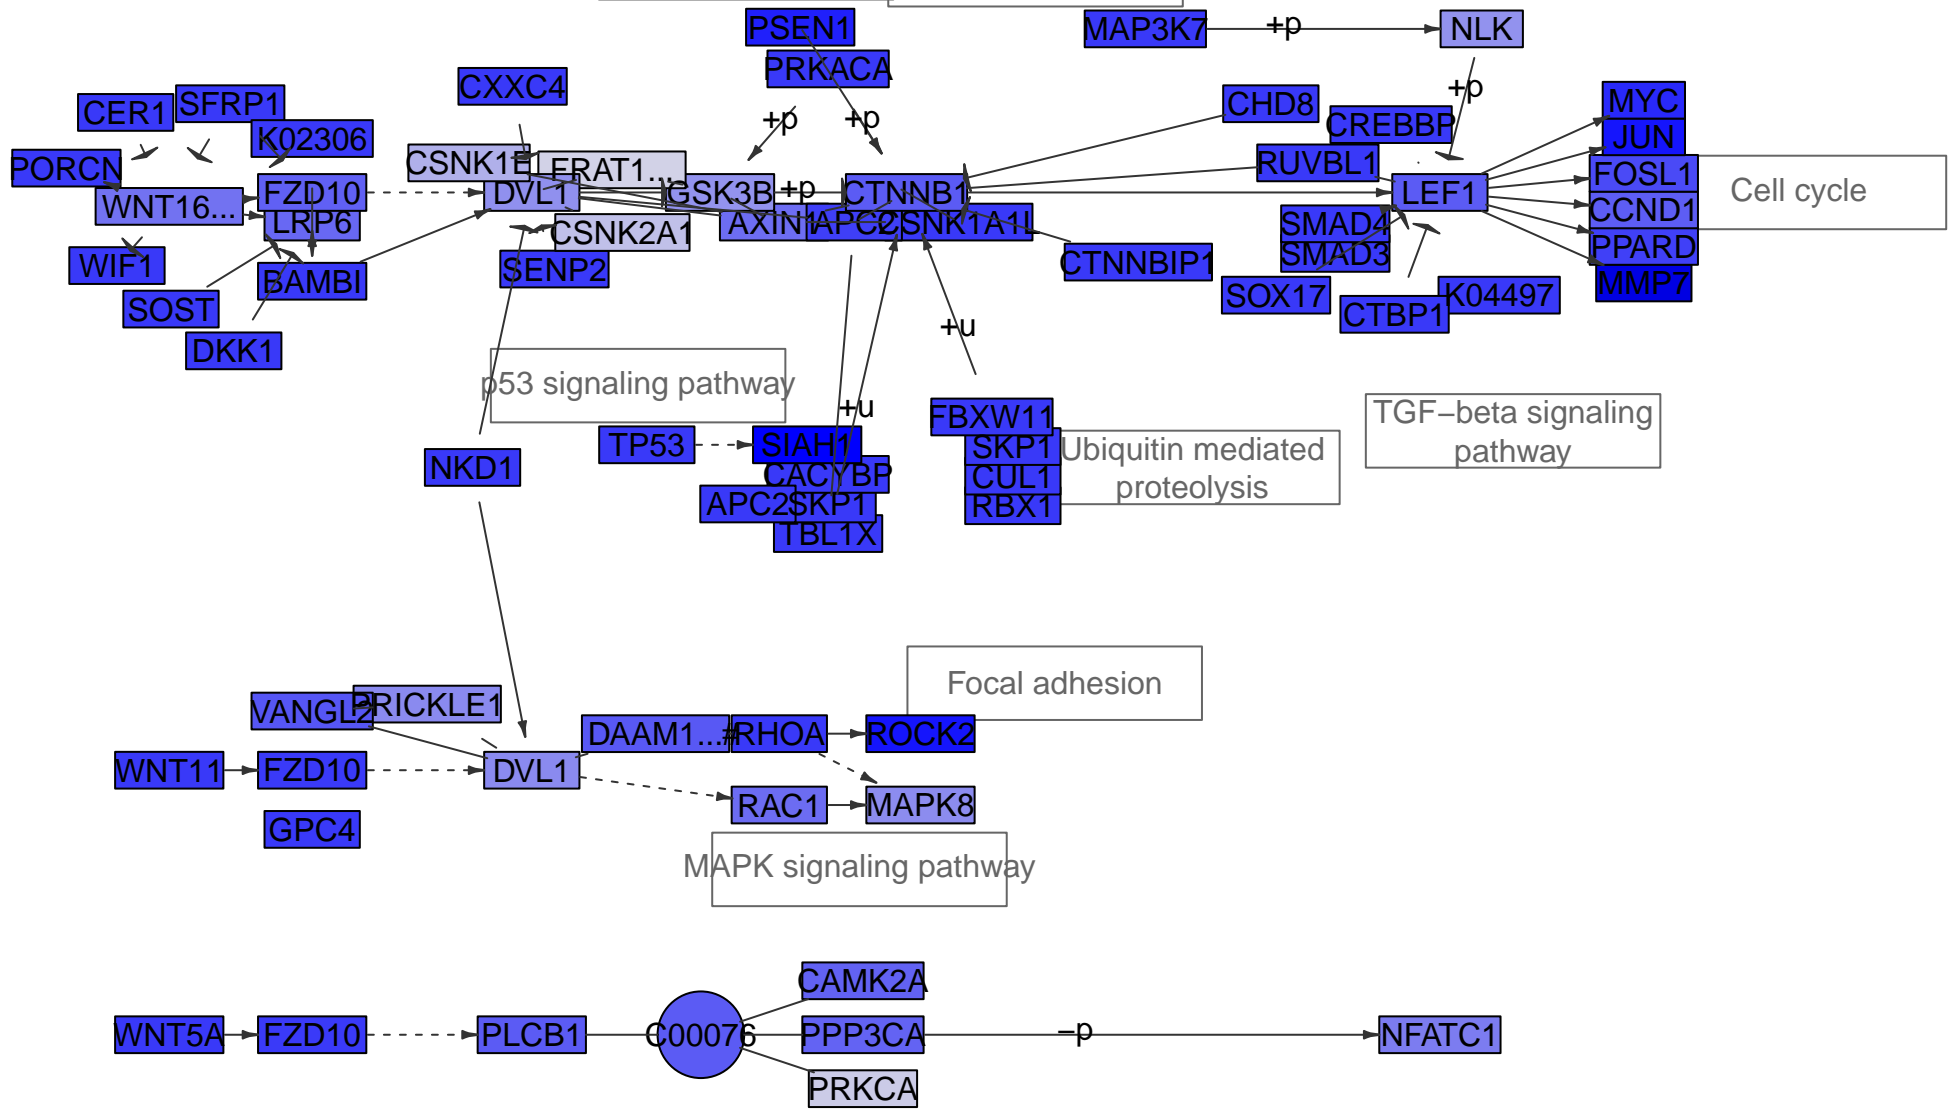 PSEN1
MAP3K7
+p
NLK
PRKACA
CXXC4
+p
CER1
SFRP1
CHD8
MYC
K02306
+p
+p
CREBBP
JUN
PORCN
CSNK1E
FRAT1...
RUVBL1
FOSL1
WNT16...
FZD10
DVL1
GSK3B
+p
CTNNB1
LEF1
Cell cycle
LRP6
AXIN1
APC2
CSNK1A1L
SMAD4
CCND1
CSNK2A1
SMAD3
PPARD
WIF1
BAMBI
SENP2
CTNNBIP1
MMP7
SOST
SOX17
K04497
CTBP1
DKK1
+u
p53 signaling pathway
+u
FBXW11
TGF−beta signaling
pathway
TP53
SIAH1
SKP1
Ubiquitin mediated
proteolysis
NKD1
CACYBP
CUL1
APC2
SKP1
RBX1
TBL1X
Focal adhesion
VANGL2
PRICKLE1
DAAM1...#
RHOA
ROCK2
WNT11
FZD10
DVL1
RAC1
MAPK8
GPC4
MAPK signaling pathway
CAMK2A
WNT5A
FZD10
PLCB1
C00076
PPP3CA
−p
NFATC1
PRKCA